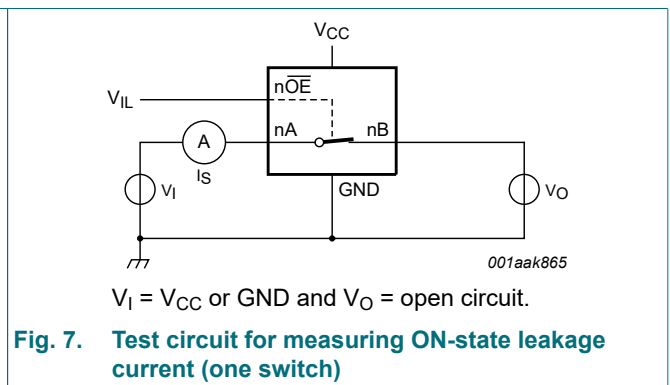 VCC
nOE
VIL
nA nB
A
IS
VI
GND
VO
001aak865
VI = VCC or GND and VO = open circuit.
Fig. 7. Test circuit for measuring ON-state leakage
current (one switch)